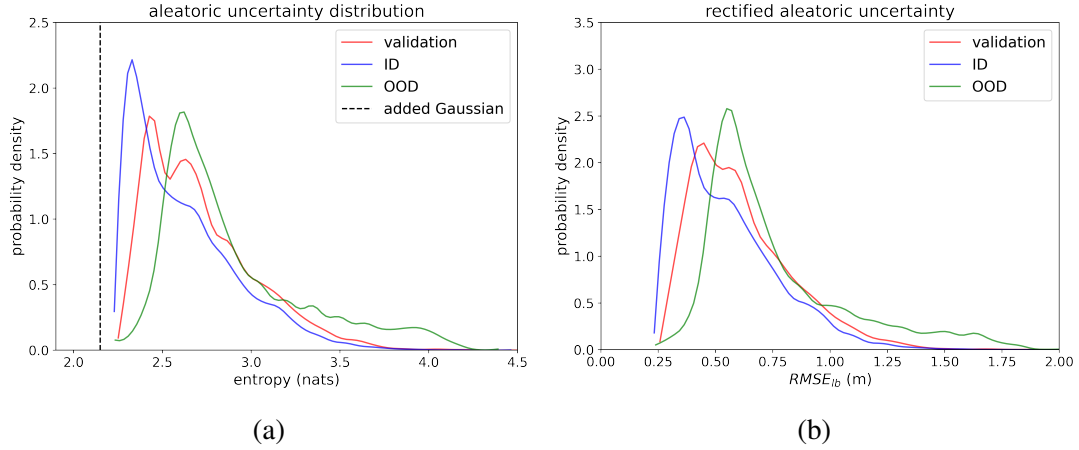 aleatoric uncertainty distribution
2.5
2.0
1.5
1.0
0.5
0.0
probability density
validation
ID
OOD
added Gaussian
2.0 2.5 3.0 3.5 4.0 4.5
entropy (nats)
(a)
rectified aleatoric uncertainty
3.5
3.0
2.5
2.0
1.5
0.5
0.0
probability density
validation
ID
OOD
0.00 0.25 0.50 0.75 1.00 1.25 1.50 1.75 2.00
RMSE_lb (m)
(b)